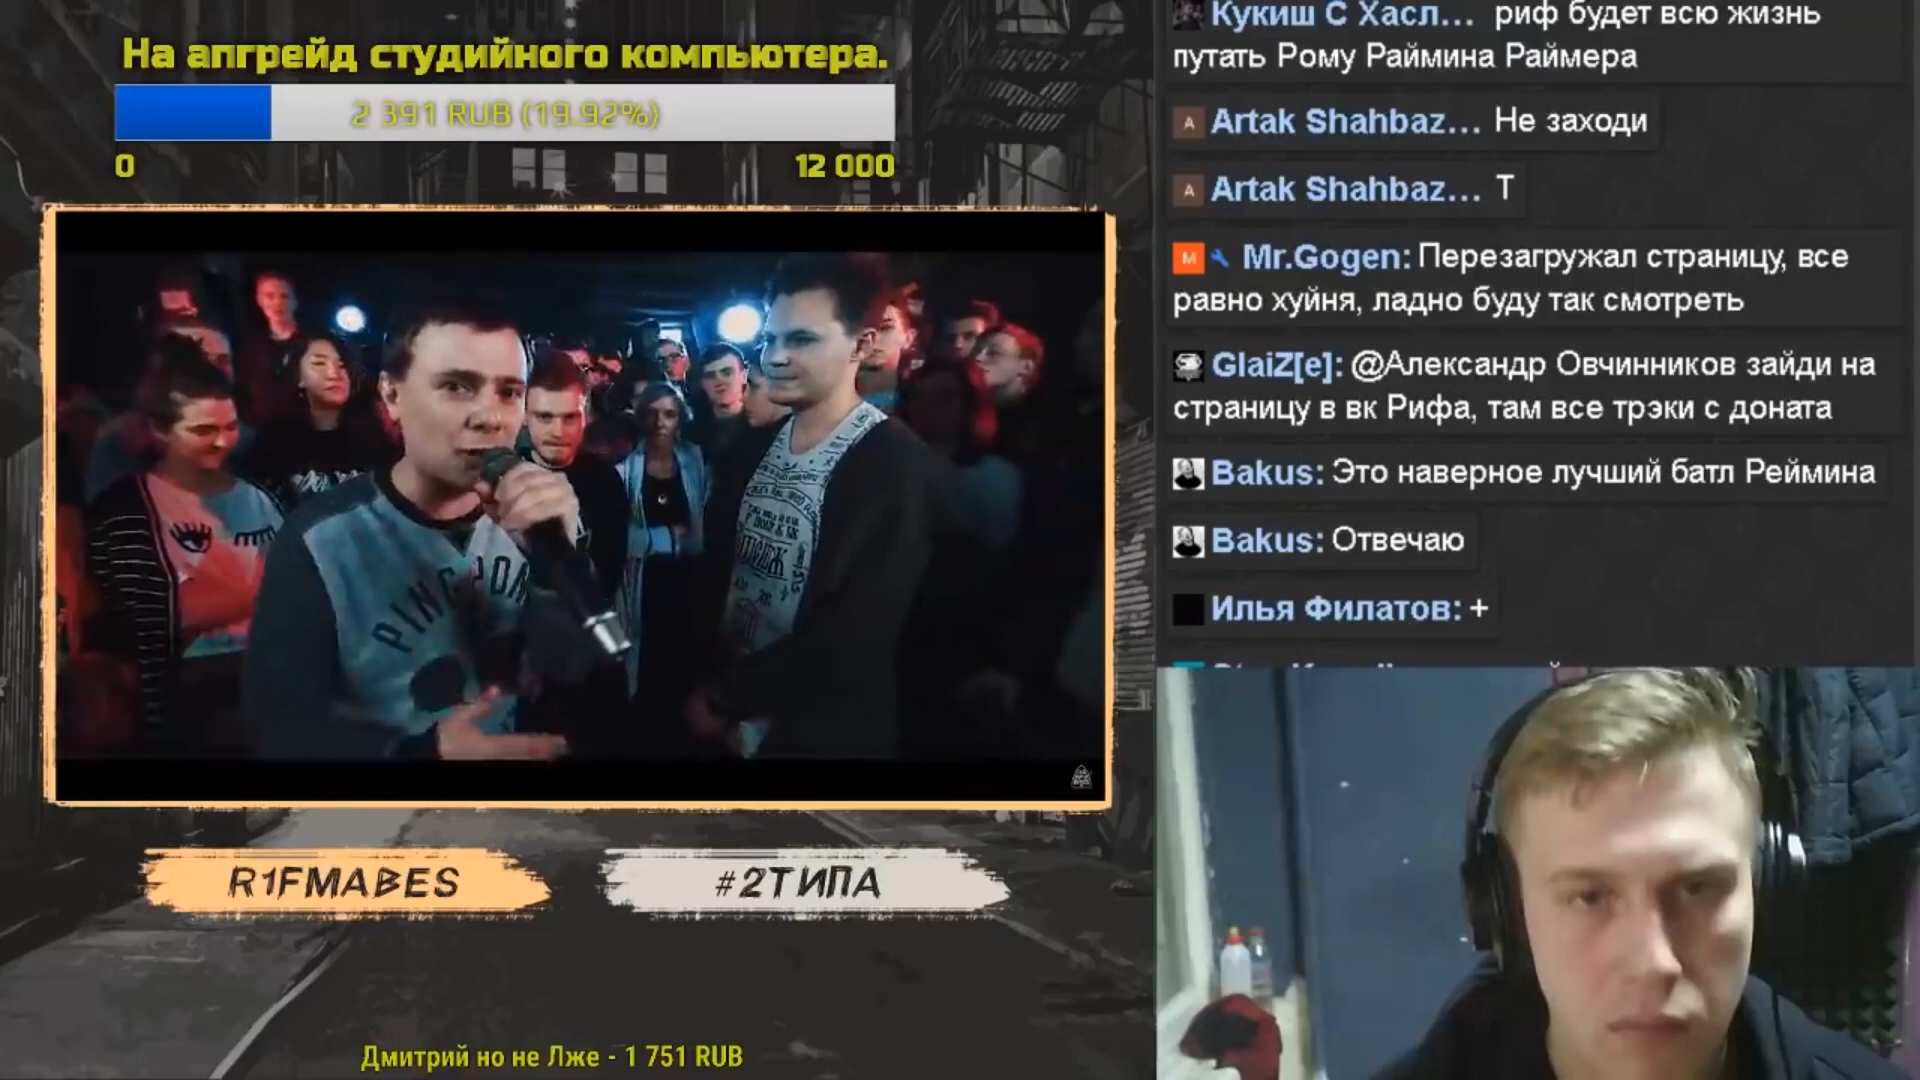 На апгрейд студийного компьютера.
2 391 RUB (19.92%)
0
12 000
PING PON
R1FMABES
#2ТИПА
Дмитрий но не Лже - 1 751 RUB
Кукиш С Хасл... риф будет всю жизнь
путать Рому Раймина Раймера
A Artak Shahbaz... Не заходи
A Artak Shahbaz... Т
M Mr.Gogen: Перезагружал страницу, все
равно хуйня, ладно буду так смотреть
GlaiZ[e]: @Александр Овчинников зайди на
страницу в вк Рифа, там все трэки с доната
Bakus: Это наверное лучший батл Реймина
Bakus: Отвечаю
Илья Филатов: +